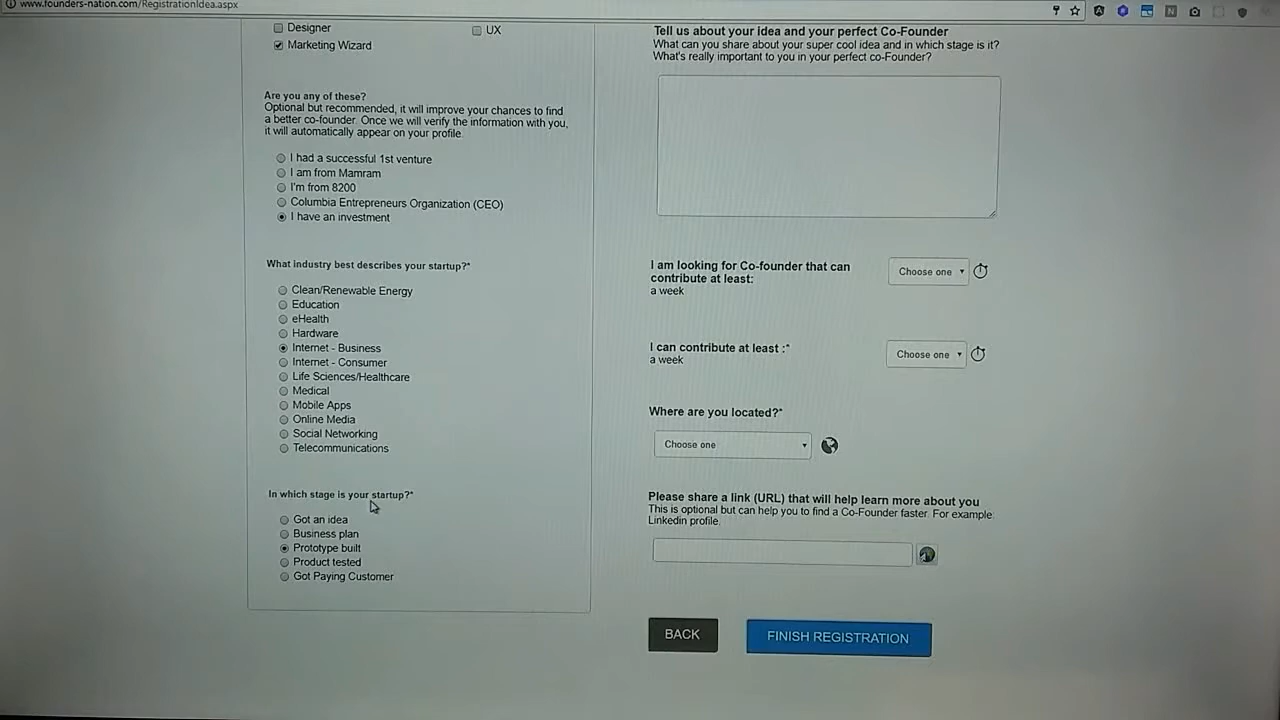 www.founders-nation.com/RegistrationIdea.aspx
Designer
UX
Marketing Wizard
Are you any of these?
Optional but recommended, it will improve your chances to find
a better co-founder. Once we will verify the information with you,
it will automatically appear on your profile.
I had a successful 1st venture
I am from Mamram
I'm from 8200
Columbia Entrepreneurs Organization (CEO)
I have an investment
What industry best describes your startup?*
Clean/Renewable Energy
Education
eHealth
Hardware
Internet - Business
Internet - Consumer
Life Sciences/Healthcare
Medical
Mobile Apps
Online Media
Social Networking
Telecommunications
In which stage is your startup?*
Got an idea
Business plan
Prototype built
Product tested
Got Paying Customer
Tell us about your idea and your perfect Co-Founder
What can you share about your super cool idea and in which stage is it?
What's really important to you in your perfect co-Founder?
I am looking for Co-founder that can
contribute at least:
a week
Choose one
I can contribute at least :*
a week
Choose one
Where are you located?*
Choose one
Please share a link (URL) that will help learn more about you
This is optional but can help you to find a Co-Founder faster. For example:
Linkedin profile.
BACK
FINISH REGISTRATION